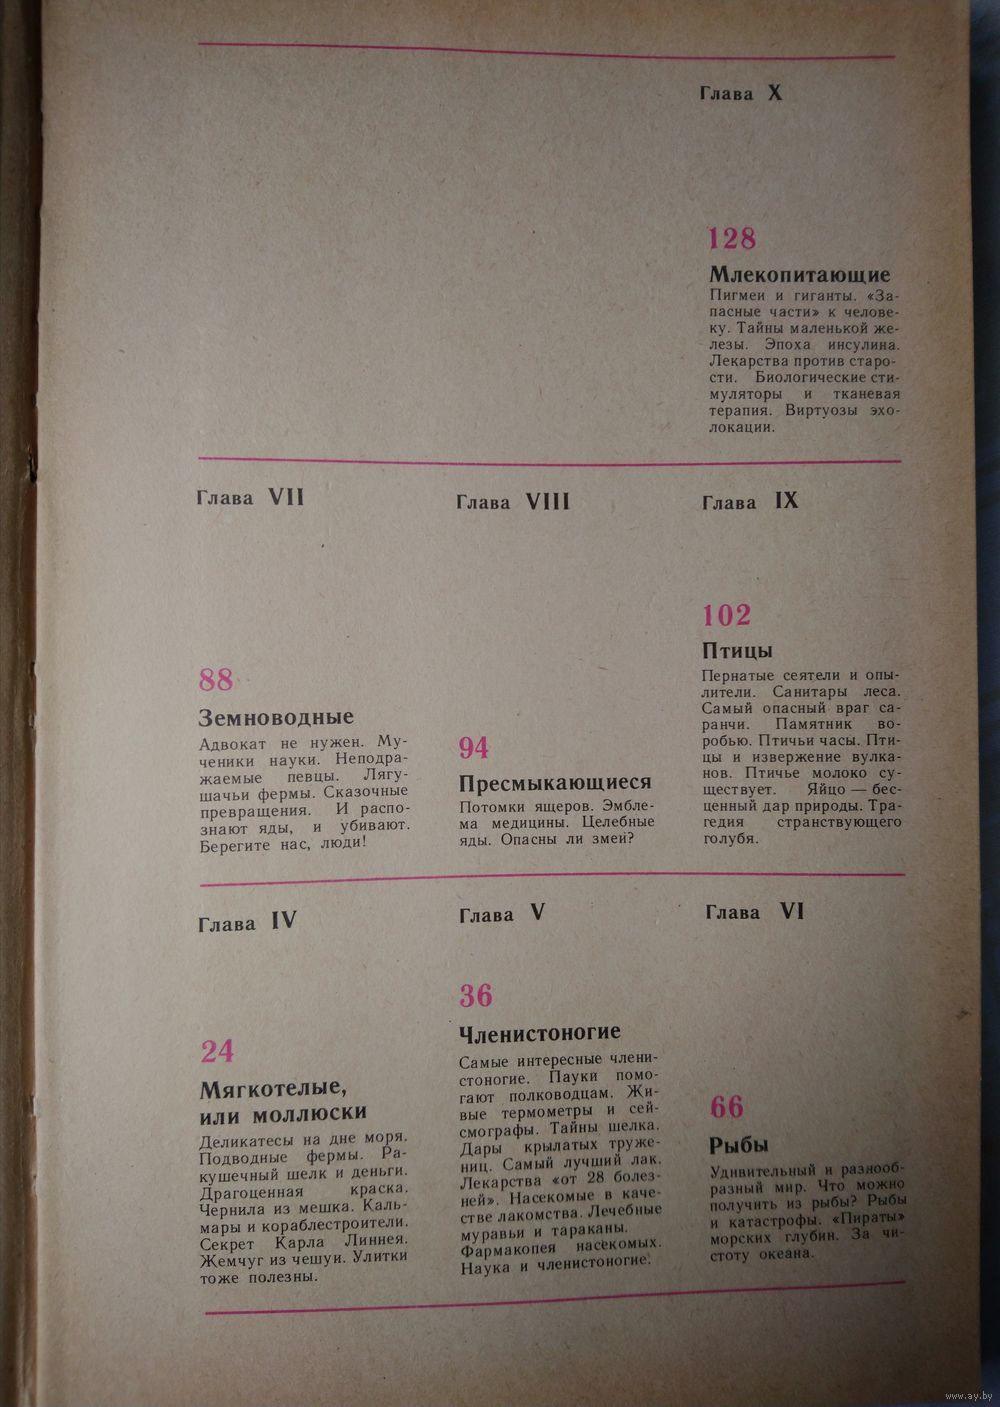 Глава X
128
Млекопитающие
Пигмеи и гиганты. «За-
пасные части» к челове-
ку. Тайны маленькой же-
лезы. Эпоха инсулина.
Лекарства против старо-
сти. Биологические сти-
муляторы и тканевая
терапия. Виртуозы эхо-
локации.
Глава VII
88
Земноводные
Адвокат не нужен. Му-
ченики науки. Неподра-
жаемые певцы. Лягу-
шачьи фермы. Сказочные
превращения. И распо-
знают яды, и убивают.
Берегите нас, люди!
Глава VIII
94
Пресмыкающиеся
Потомки ящеров. Эмбле-
ма медицины. Целебные
яды. Опасны ли змеи?
Глава IX
102
Птицы
Пернатые сеятели и опы-
лители. Санитары леса.
Самый опасный враг са-
ранчи. Памятник во-
робью. Птичьи часы. Пти-
цы и извержение вулка-
нов. Птичье молоко су-
ществует. Яйцо — бес-
ценный дар природы. Тра-
гедия странствующего
голубя.
Глава IV
24
Мягкотелые,
или моллюски
Деликатесы на дне моря.
Подводные фермы. Ра-
кушечный шелк и деньги.
Драгоценная краска.
Чернила из мешка. Каль-
мары и кораблестроители.
Секрет Карла Линнея.
Жемчуг из чешуи. Улитки
тоже полезны.
Глава V
36
Членистоногие
Самые интересные члени-
стоногие. Пауки помо-
гают полководцам. Жи-
вые термометры и сей-
смографы. Тайны шелка.
Дары крылатых труже-
ниц. Самый лучший лак.
Лекарства «от 28 болез-
ней». Насекомые в каче-
стве лакомства. Лечебные
муравьи и тараканы.
Фармакопея насекомых.
Наука и членистоногие.
Глава VI
66
Рыбы
Удивительный и разнооб-
разный мир. Что можно
получить из рыбы? Рыбы
и катастрофы. «Пираты»
морских глубин. За чи-
стоту океана.
www.ay.by